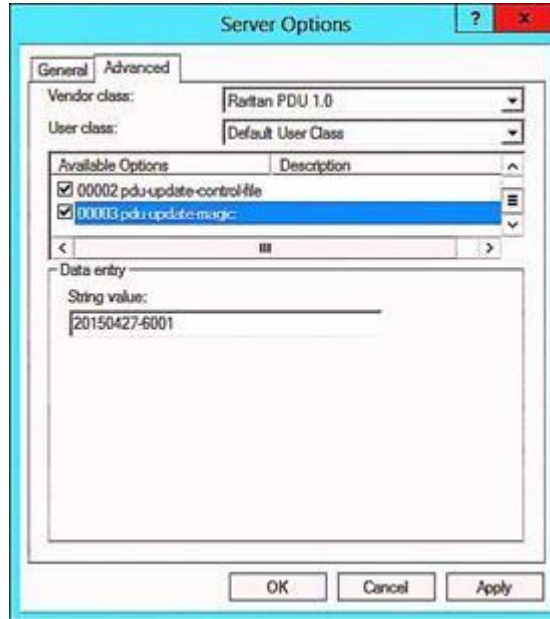 Server Options
?
x
General Advanced
Vendor class: Raritan PDU 1.0
User class: Default User Class
Available Options Description
00002 pdu-update-control-file
00003 pdu-update-magic
Data entry
String value:
20150427-6001
OK Cancel Apply